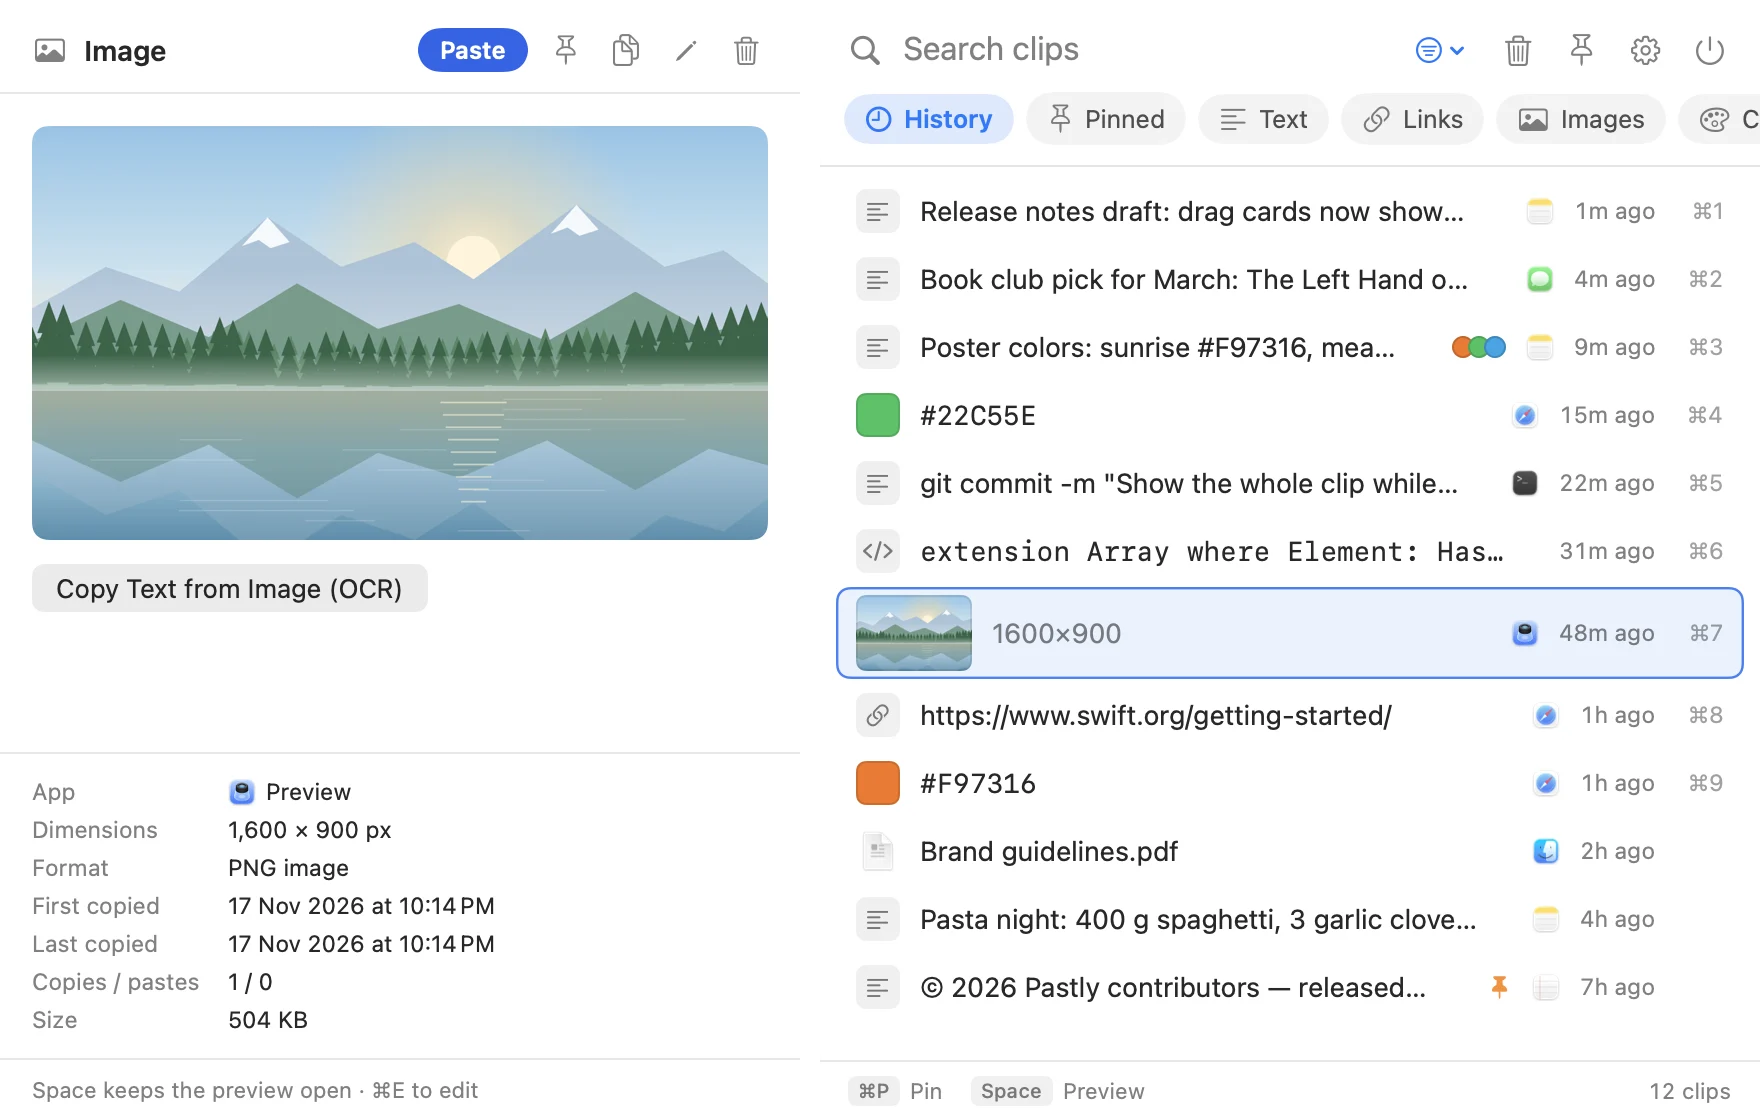 Image
Paste
Copy Text from Image (OCR)
App Preview
Dimensions 1,600 × 900 px
Format PNG image
First copied 17 Nov 2026 at 10:14 PM
Last copied 17 Nov 2026 at 10:14 PM
Copies / pastes 1 / 0
Size 504 KB
Space keeps the preview open · ⌘E to edit
Search clips
History Pinned Text Links Images C
Release notes draft: drag cards now show... 1m ago ⌘1
Book club pick for March: The Left Hand o... 4m ago ⌘2
Poster colors: sunrise #F97316, mea... 9m ago ⌘3
#22C55E 15m ago ⌘4
git commit -m "Show the whole clip while... 22m ago ⌘5
</> extension Array where Element: Has... 31m ago ⌘6
1600×900 48m ago ⌘7
https://www.swift.org/getting-started/ 1h ago ⌘8
#F97316 1h ago ⌘9
Brand guidelines.pdf 2h ago
Pasta night: 400 g spaghetti, 3 garlic clove... 4h ago
© 2026 Pastly contributors — released... 7h ago
⌘P Pin Space Preview 12 clips